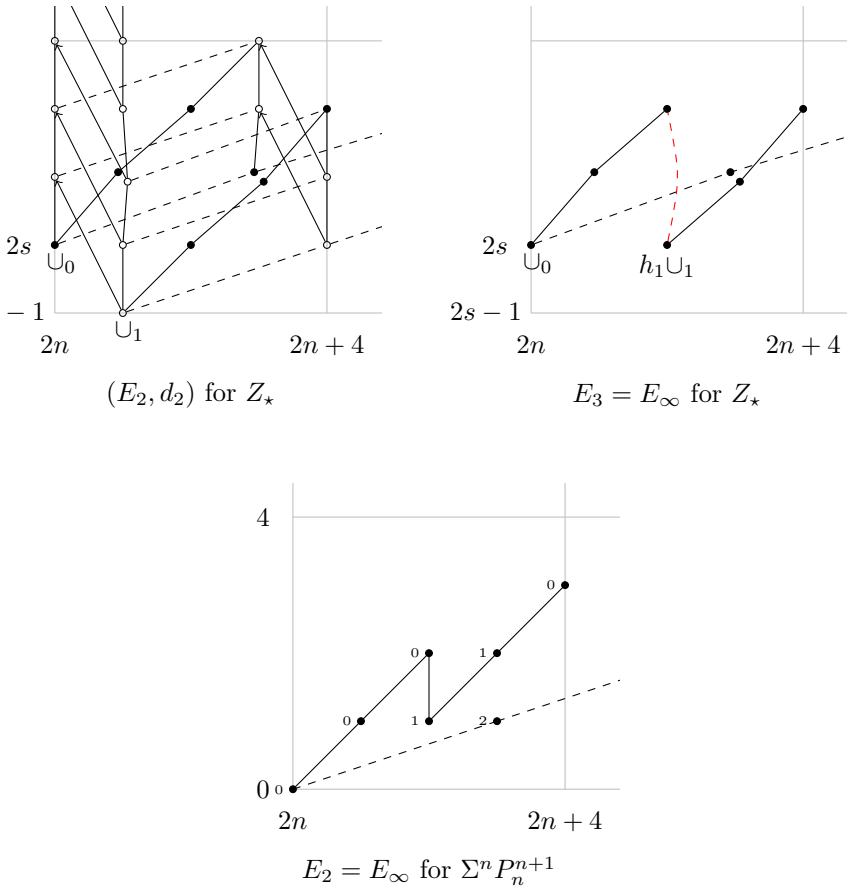 2s
∪₀
− 1
∪₁
2n
2n + 4
(E₂, d₂) for Z⋆
2s
∪₀
h₁∪₁
2s − 1
2n
2n + 4
E₃ = E∞ for Z⋆
4
0
0
1
0
0
1
2
0
0
2n
2n + 4
E₂ = E∞ for ΣⁿPₙⁿ⁺¹